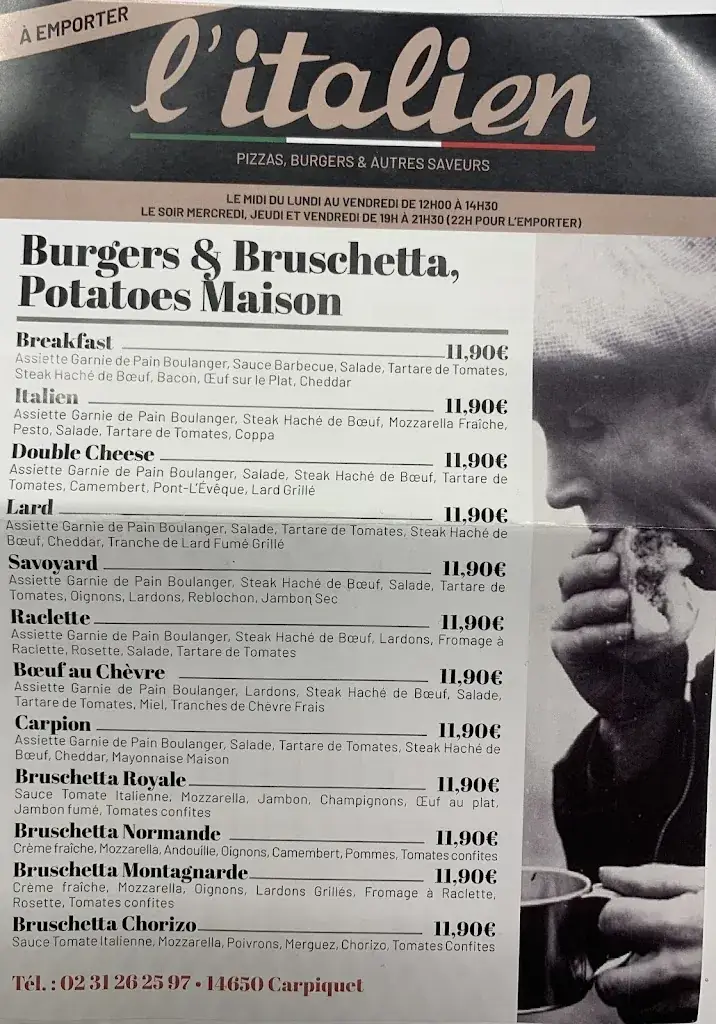 À EMPORTER
l'italien
PIZZAS, BURGERS & AUTRES SAVEURS
LE MIDI DU LUNDI AU VENDREDI DE 12H00 À 14H30
LE SOIR MERCREDI, JEUDI ET VENDREDI DE 19H À 21H30 (22H POUR L'EMPORTER)
Burgers & Bruschetta,
Potatoes Maison
Breakfast 11,90€
Assiette Garnie de Pain Boulanger, Sauce Barbecue, Salade, Tartare de Tomates,
Steak Haché de Bœuf, Bacon, Œuf sur le Plat, Cheddar
Italien 11,90€
Assiette Garnie de Pain Boulanger, Steak Haché de Bœuf, Mozzarella Fraîche,
Pesto, Salade, Tartare de Tomates, Coppa
Double Cheese 11,90€
Assiette Garnie de Pain Boulanger, Salade, Steak Haché de Bœuf, Tartare de
Tomates, Camembert, Pont-L'Évêque, Lard Grillé
Lard 11,90€
Assiette Garnie de Pain Boulanger, Salade, Tartare de Tomates, Steak Haché de
Bœuf, Cheddar, Tranche de Lard Fumé Grillé
Savoyard 11,90€
Assiette Garnie de Pain Boulanger, Steak Haché de Bœuf, Salade, Tartare de
Tomates, Oignons, Lardons, Reblochon, Jambon Sec
Raclette 11,90€
Assiette Garnie de Pain Boulanger, Steak Haché de Bœuf, Lardons, Fromage à
Raclette, Rosette, Salade, Tartare de Tomates
Bœuf au Chèvre 11,90€
Assiette Garnie de Pain Boulanger, Lardons, Steak Haché de Bœuf, Salade,
Tartare de Tomates, Miel, Tranches de Chèvre Frais
Carpion 11,90€
Assiette Garnie de Pain Boulanger, Salade, Tartare de Tomates, Steak Haché de
Bœuf, Cheddar, Mayonnaise Maison
Bruschetta Royale 11,90€
Sauce Tomate Italienne, Mozzarella, Jambon, Champignons, Œuf au plat,
Jambon fumé, Tomates confites
Bruschetta Normande 11,90€
Crème fraîche, Mozzarella, Andouille, Oignons, Camembert, Pommes, Tomates confites
Bruschetta Montagnarde 11,90€
Crème fraîche, Mozzarella, Oignons, Lardons Grillés, Fromage à Raclette,
Rosette, Tomates confites
Bruschetta Chorizo 11,90€
Sauce Tomate Italienne, Mozzarella, Poivrons, Merguez, Chorizo, Tomates Confites
Tél. : 02 31 26 25 97 • 14650 Carpiquet